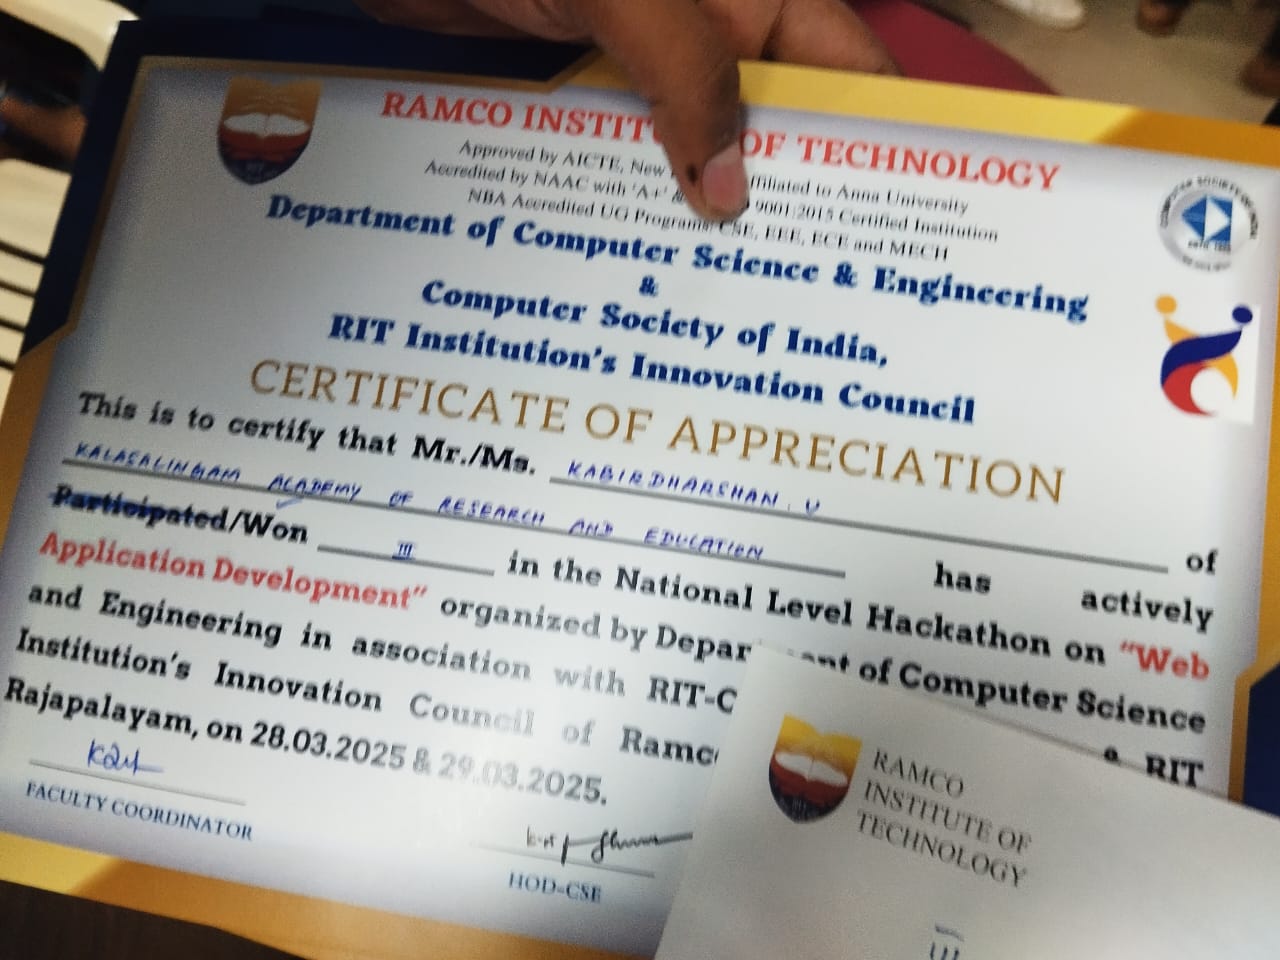 RAMCO INSTITUTE OF TECHNOLOGY
Approved by AICTE, New ffiliated to Anna University
Accredited by NAAC with 'A+' & 9001:2015 Certified Institution
NBA Accredited UG Programs: CSE, EEE, ECE and MECH
Department of Computer Science & Engineering
&
Computer Society of India,
RIT Institution's Innovation Council
CERTIFICATE OF APPRECIATION
This is to certify that Mr./Ms. KABIRDHARSHAN. U of
KALASALINGAM ACADEMY OF RESEARCH AND EDUCATION has actively
Participated/Won III in the National Level Hackathon on "Web
Application Development" organized by Department of Computer Science
and Engineering in association with RIT-C & RIT
Institution's Innovation Council of Ramco
Rajapalayam, on 28.03.2025 & 29.03.2025.
FACULTY COORDINATOR
HOD-CSE
RAMCO
INSTITUTE OF
TECHNOLOGY
III